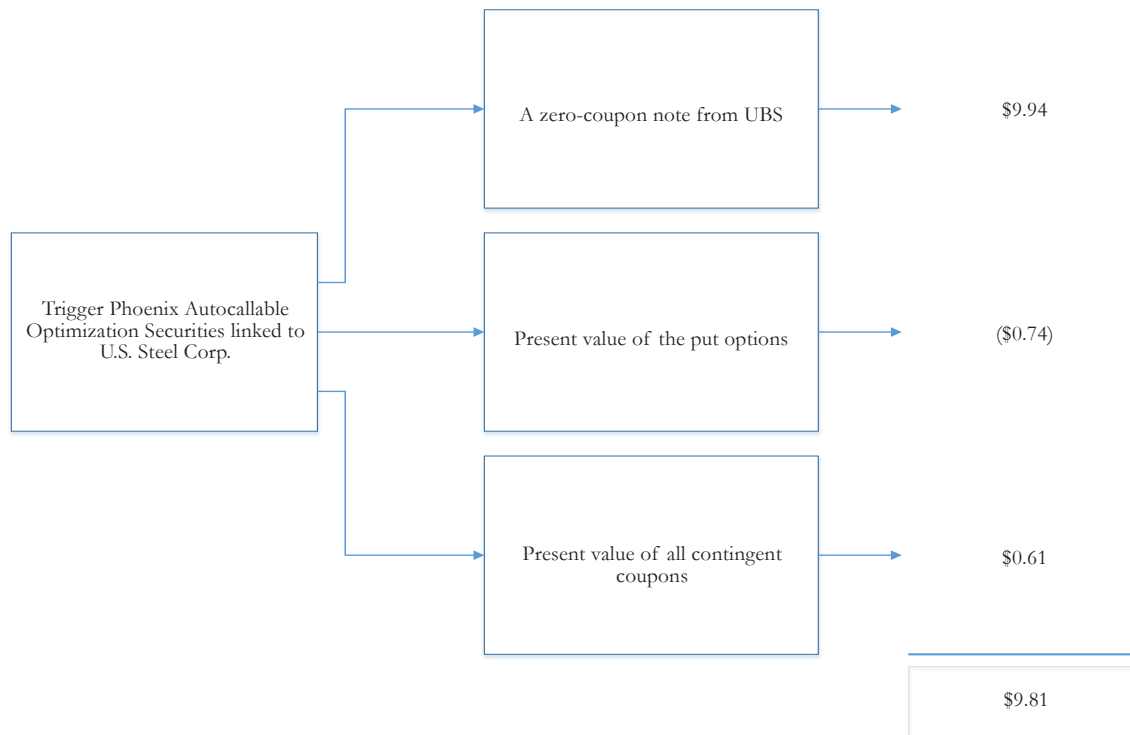 A zero-coupon note from UBS
$9.94
Trigger Phoenix Autocallable
Optimization Securities linked to
U.S. Steel Corp.
Present value of the put options
($0.74)
Present value of all contingent
coupons
$0.61
$9.81